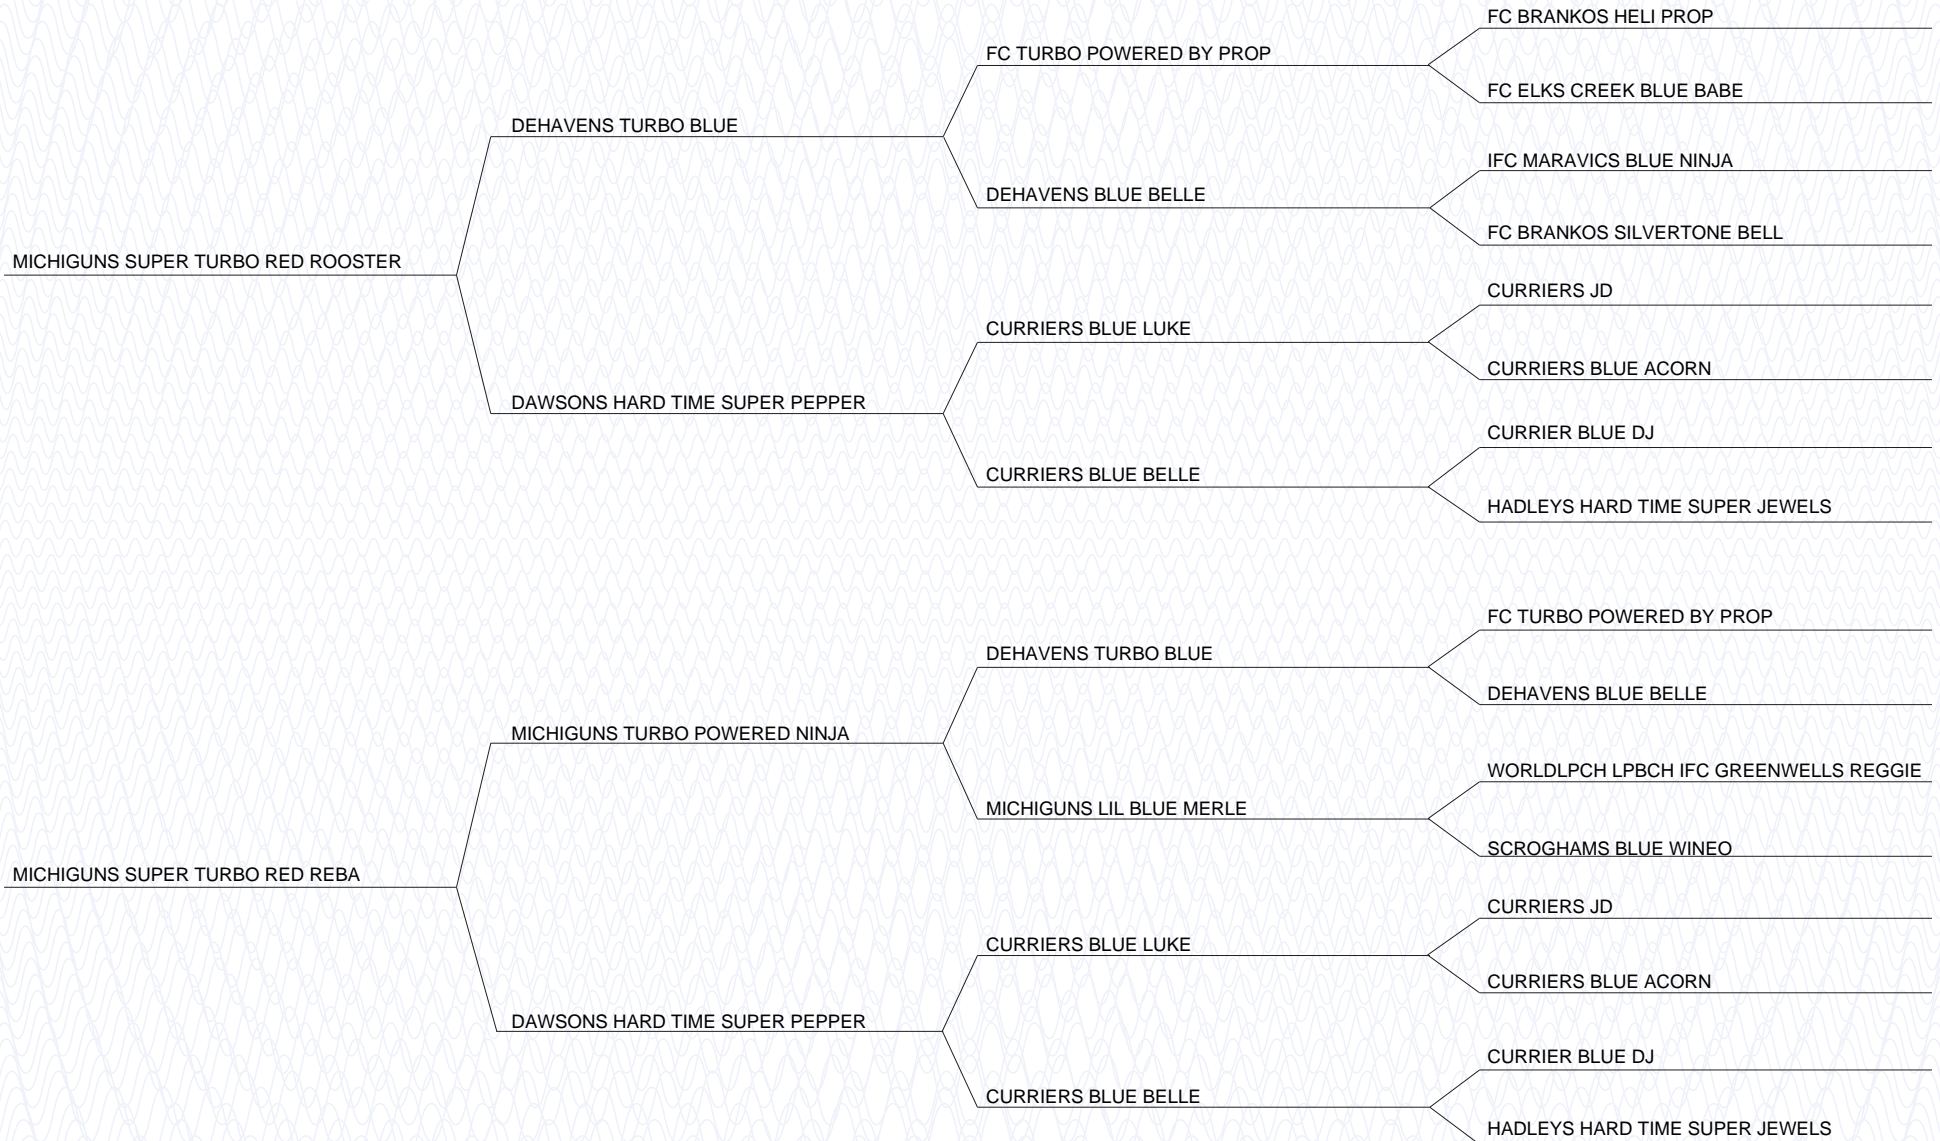 FC BRANKOS HELI PROP
FC TURBO POWERED BY PROP
FC ELKS CREEK BLUE BABE
DEHAVENS TURBO BLUE
IFC MARAVICS BLUE NINJA
DEHAVENS BLUE BELLE
FC BRANKOS SILVERTONE BELL
MICHIGUNS SUPER TURBO RED ROOSTER
CURRIERS JD
CURRIERS BLUE LUKE
CURRIERS BLUE ACORN
DAWSONS HARD TIME SUPER PEPPER
CURRIER BLUE DJ
CURRIERS BLUE BELLE
HADLEYS HARD TIME SUPER JEWELS
FC TURBO POWERED BY PROP
DEHAVENS TURBO BLUE
DEHAVENS BLUE BELLE
MICHIGUNS TURBO POWERED NINJA
WORLDLPCH LPBCH IFC GREENWELLS REGGIE
MICHIGUNS LIL BLUE MERLE
SCROGHAMS BLUE WINEO
MICHIGUNS SUPER TURBO RED REBA
CURRIERS JD
CURRIERS BLUE LUKE
CURRIERS BLUE ACORN
DAWSONS HARD TIME SUPER PEPPER
CURRIER BLUE DJ
CURRIERS BLUE BELLE
HADLEYS HARD TIME SUPER JEWELS